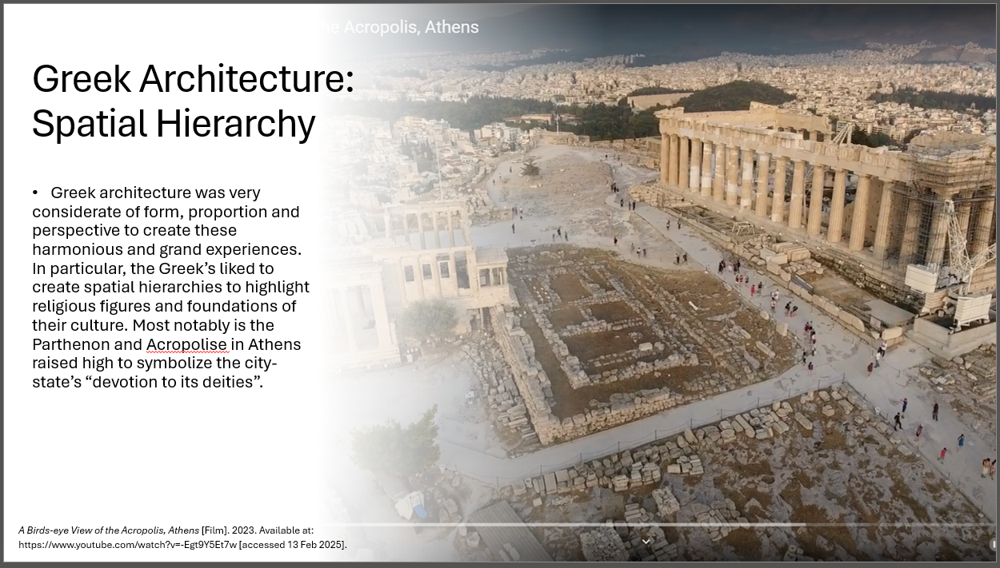 he Acropolis, Athens
Greek Architecture:
Spatial Hierarchy
• Greek architecture was very
considerate of form, proportion and
perspective to create these
harmonious and grand experiences.
In particular, the Greek’s liked to
create spatial hierarchies to highlight
religious figures and foundations of
their culture. Most notably is the
Parthenon and Acropolise in Athens
raised high to symbolize the city-
state’s “devotion to its deities”.
A Birds-eye View of the Acropolis, Athens [Film]. 2023. Available at:
https://www.youtube.com/watch?v=-Egt9Y5Et7w [accessed 13 Feb 2025].